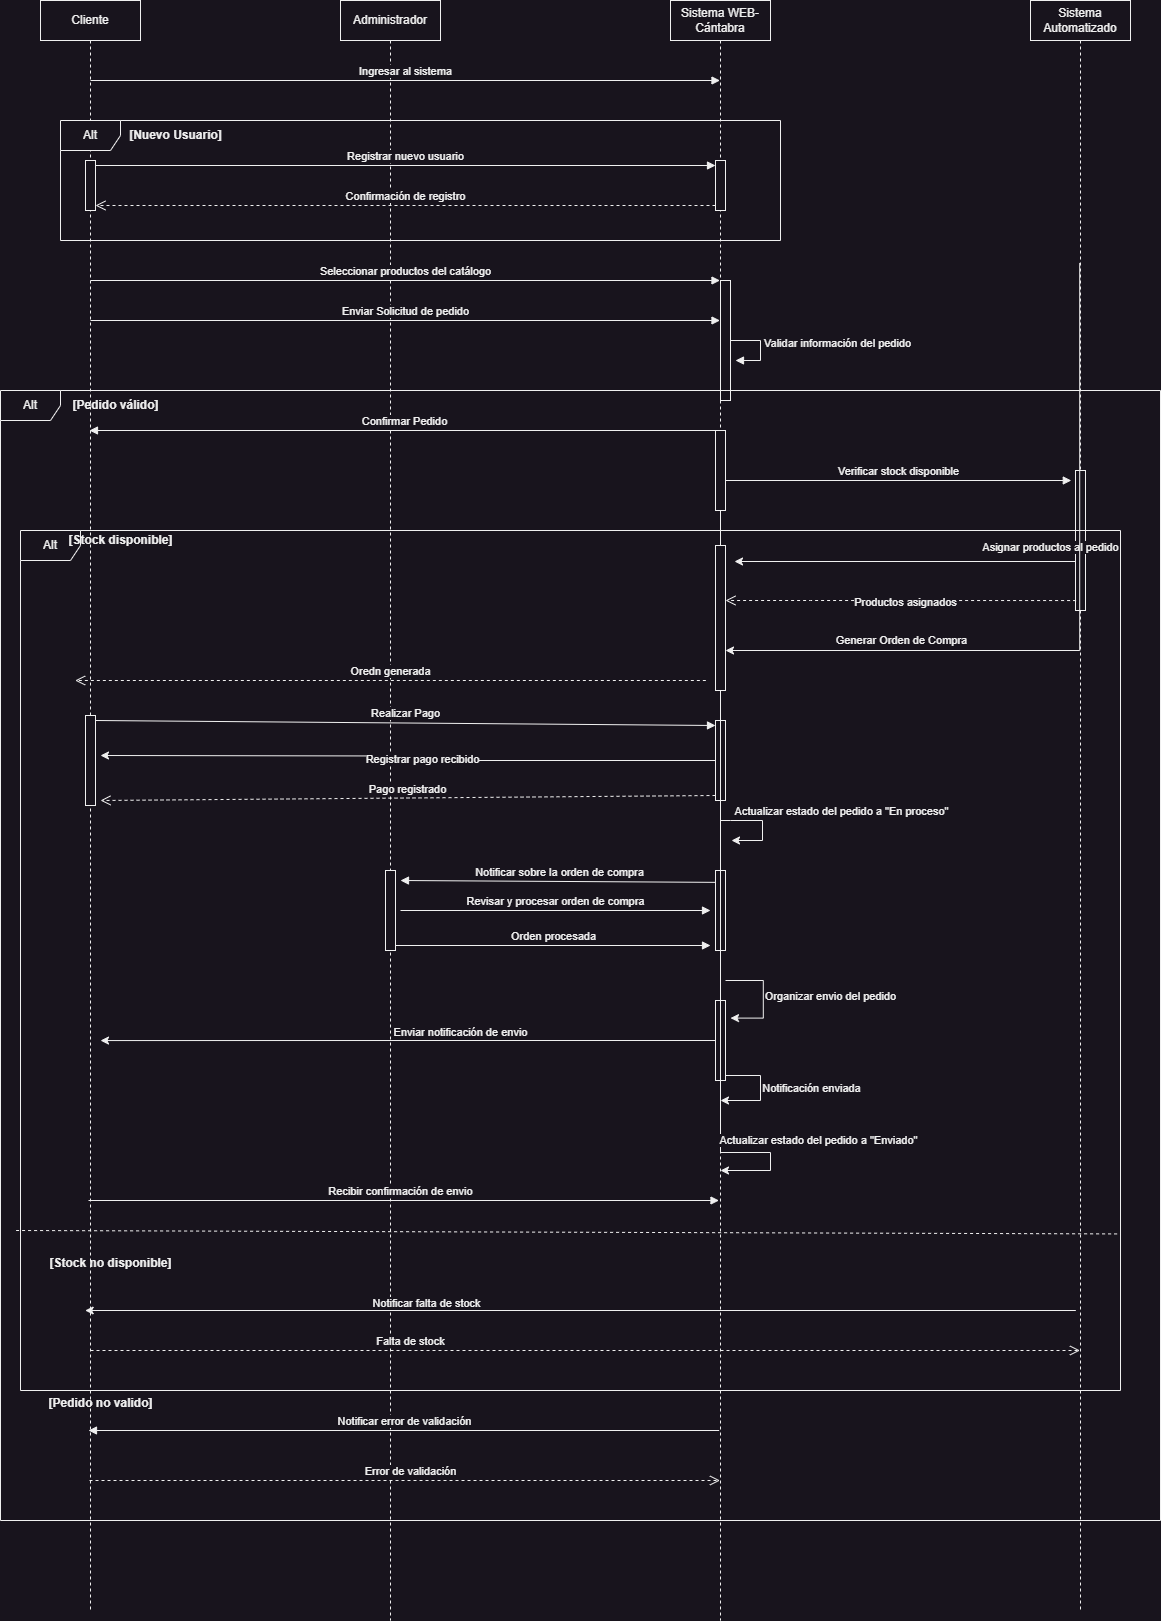 Cliente
Administrador
Sistema WEB-
Cántabra
Sistema
Automatizado
Ingresar al sistema
Alt
[Nuevo Usuario]
Registrar nuevo usuario
Confirmación de registro
Seleccionar productos del catálogo
Enviar Solicitud de pedido
Validar información del pedido
Alt
[Pedido válido]
Confirmar Pedido
Verificar stock disponible
Alt
[Stock disponible]
Asignar productos al pedido
Productos asignados
Generar Orden de Compra
Oredn generada
Realizar Pago
Registrar pago recibido
Pago registrado
Actualizar estado del pedido a "En proceso"
Notificar sobre la orden de compra
Revisar y procesar orden de compra
Orden procesada
Organizar envio del pedido
Enviar notificación de envio
Notificación enviada
Actualizar estado del pedido a "Enviado"
Recibir confirmación de envio
[Stock no disponible]
Notificar falta de stock
Falta de stock
[Pedido no valido]
Notificar error de validación
Error de validación